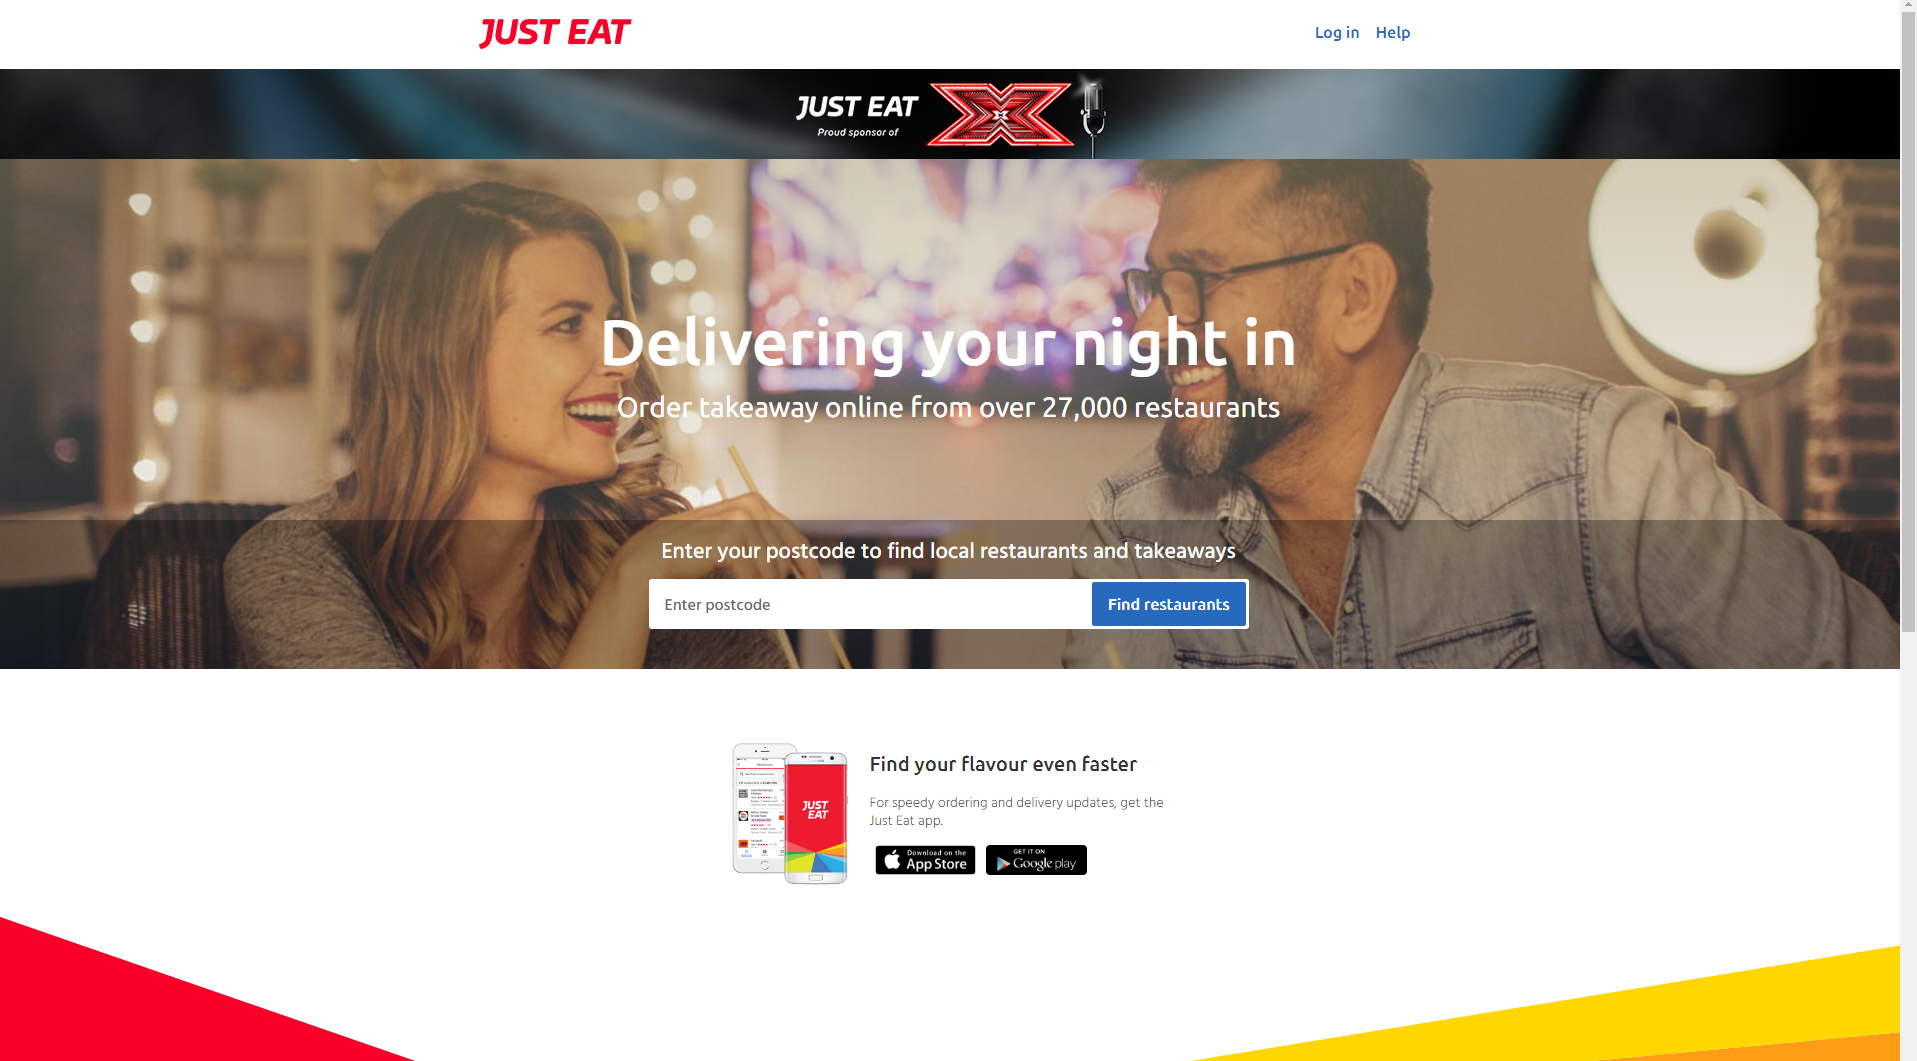 JUST EAT
Log in Help
JUST EAT
Proud sponsor of
X
Delivering your night in
Order takeaway online from over 27,000 restaurants
Enter your postcode to find local restaurants and takeaways
Enter postcode
Find restaurants
JUST
EAT
Find your flavour even faster
For speedy ordering and delivery updates, get the
Just Eat app.
Download on the
App Store
GET IT ON
Google play